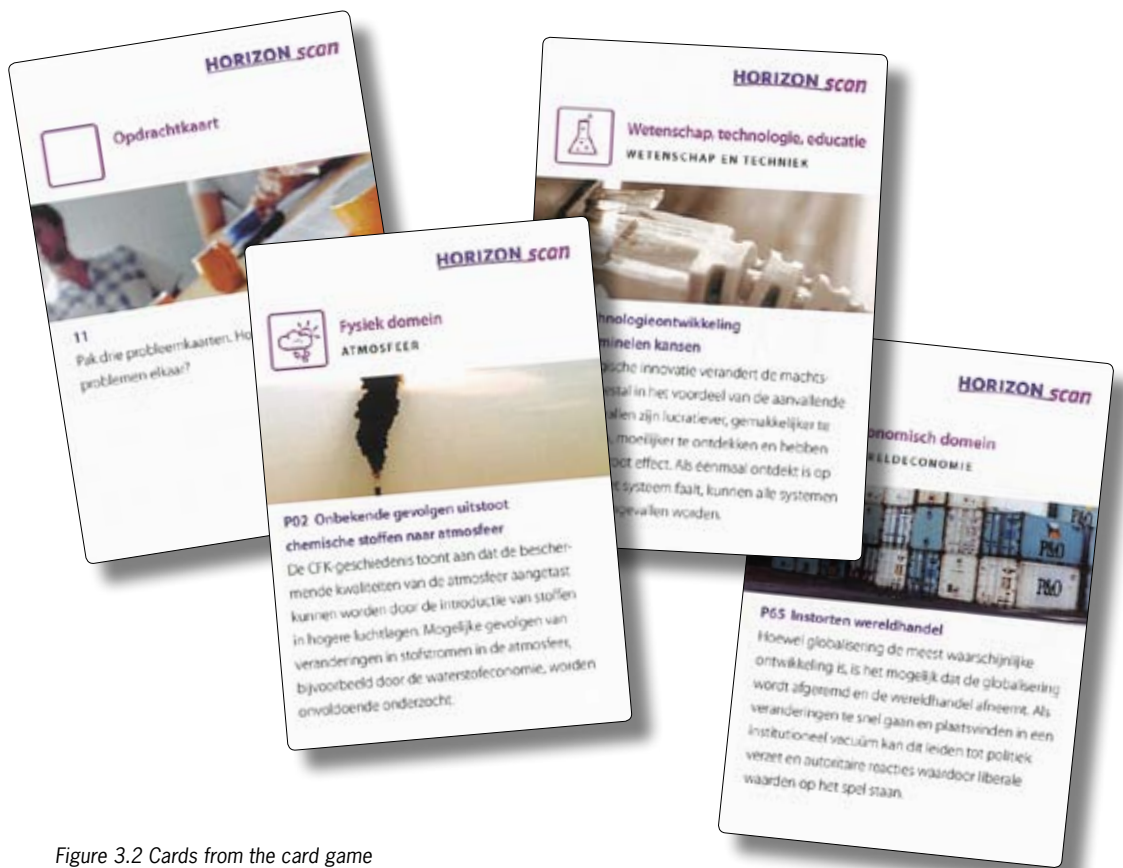 HORIZON scan
Opdrachtkaart
11
Pak drie probleemkaarten.
problemen elkaar?
HORIZON scan
Fysiek domein
ATMOSFEER
P02 Onbekende gevolgen uitstoot
chemische stoffen naar atmosfeer
De CFK-geschiedenis toont aan dat de bescher-
mende kwaliteiten van de atmosfeer aangetast
kunnen worden door de introductie van stoffen
in hogere luchtlagen. Mogelijke gevolgen van
veranderingen in stofstromen in de atmosfeer,
bijvoorbeeld door de waterstofeconomie, worden
onvoldoende onderzocht.
HORIZON scan
Wetenschap, technologie, educatie
WETENSCHAP EN TECHNIEK
hnologieontwikkeling
minelen kansen
gische innovatie verandert de machts-
estal in het voordeel van de aanvallende
allen zijn lucratiever, gemakkelijker te
, moeilijker te ontdekken en hebben
oot effect. Als eenmaal ontdekt is op
t systeem faalt, kunnen alle systemen
gevallen worden.
HORIZON scan
onomisch domein
RELDECONOMIE
P&O
P&O
P&O
P65 Instorten wereldhandel
Hoewel globalisering de meest waarschijnlijke
ontwikkeling is, is het mogelijk dat de globalisering
wordt afgeremd en de wereldhandel afneemt. Als
veranderingen te snel gaan en plaatsvinden in een
institutioneel vacuüm kan dit leiden tot politiek
verzet en autoritaire reacties waardoor liberale
waarden op het spel staan.
Figure 3.2 Cards from the card game